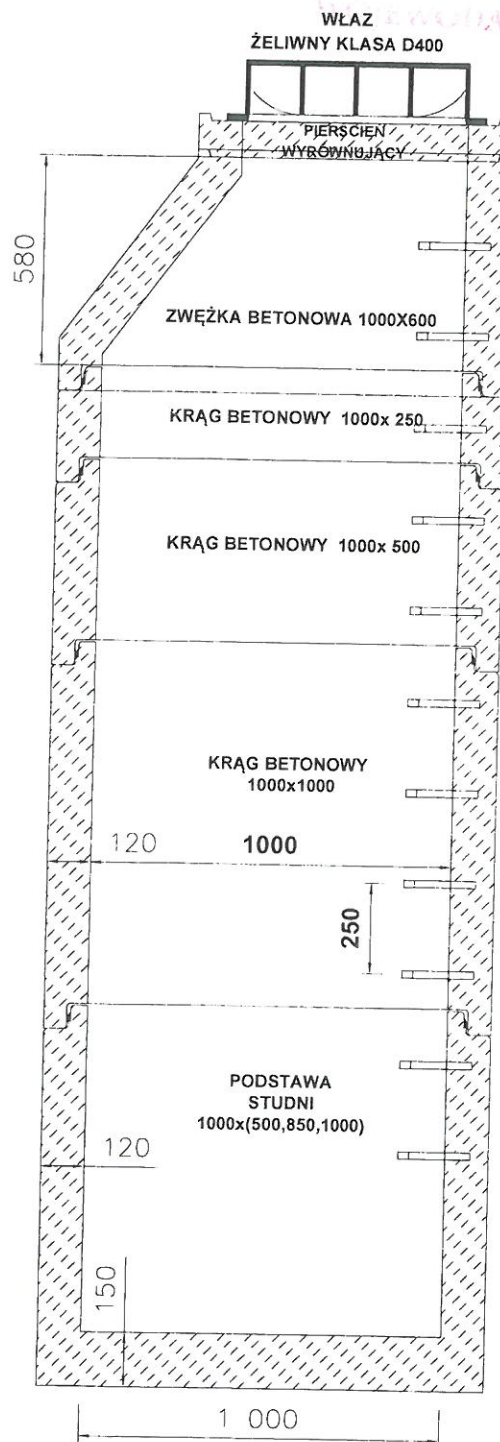 WŁAZ
ŻELIWNY KLASA D400
PIERSCIEŃ
WYRÓWNUJĄCY
580
ZWĘŻKA BETONOWA 1000X600
KRĄG BETONOWY 1000x 250
KRĄG BETONOWY 1000x 500
KRĄG BETONOWY
1000x1000
120
1000
250
PODSTAWA
STUDNI
1000x(500,850,1000)
120
150
1 000